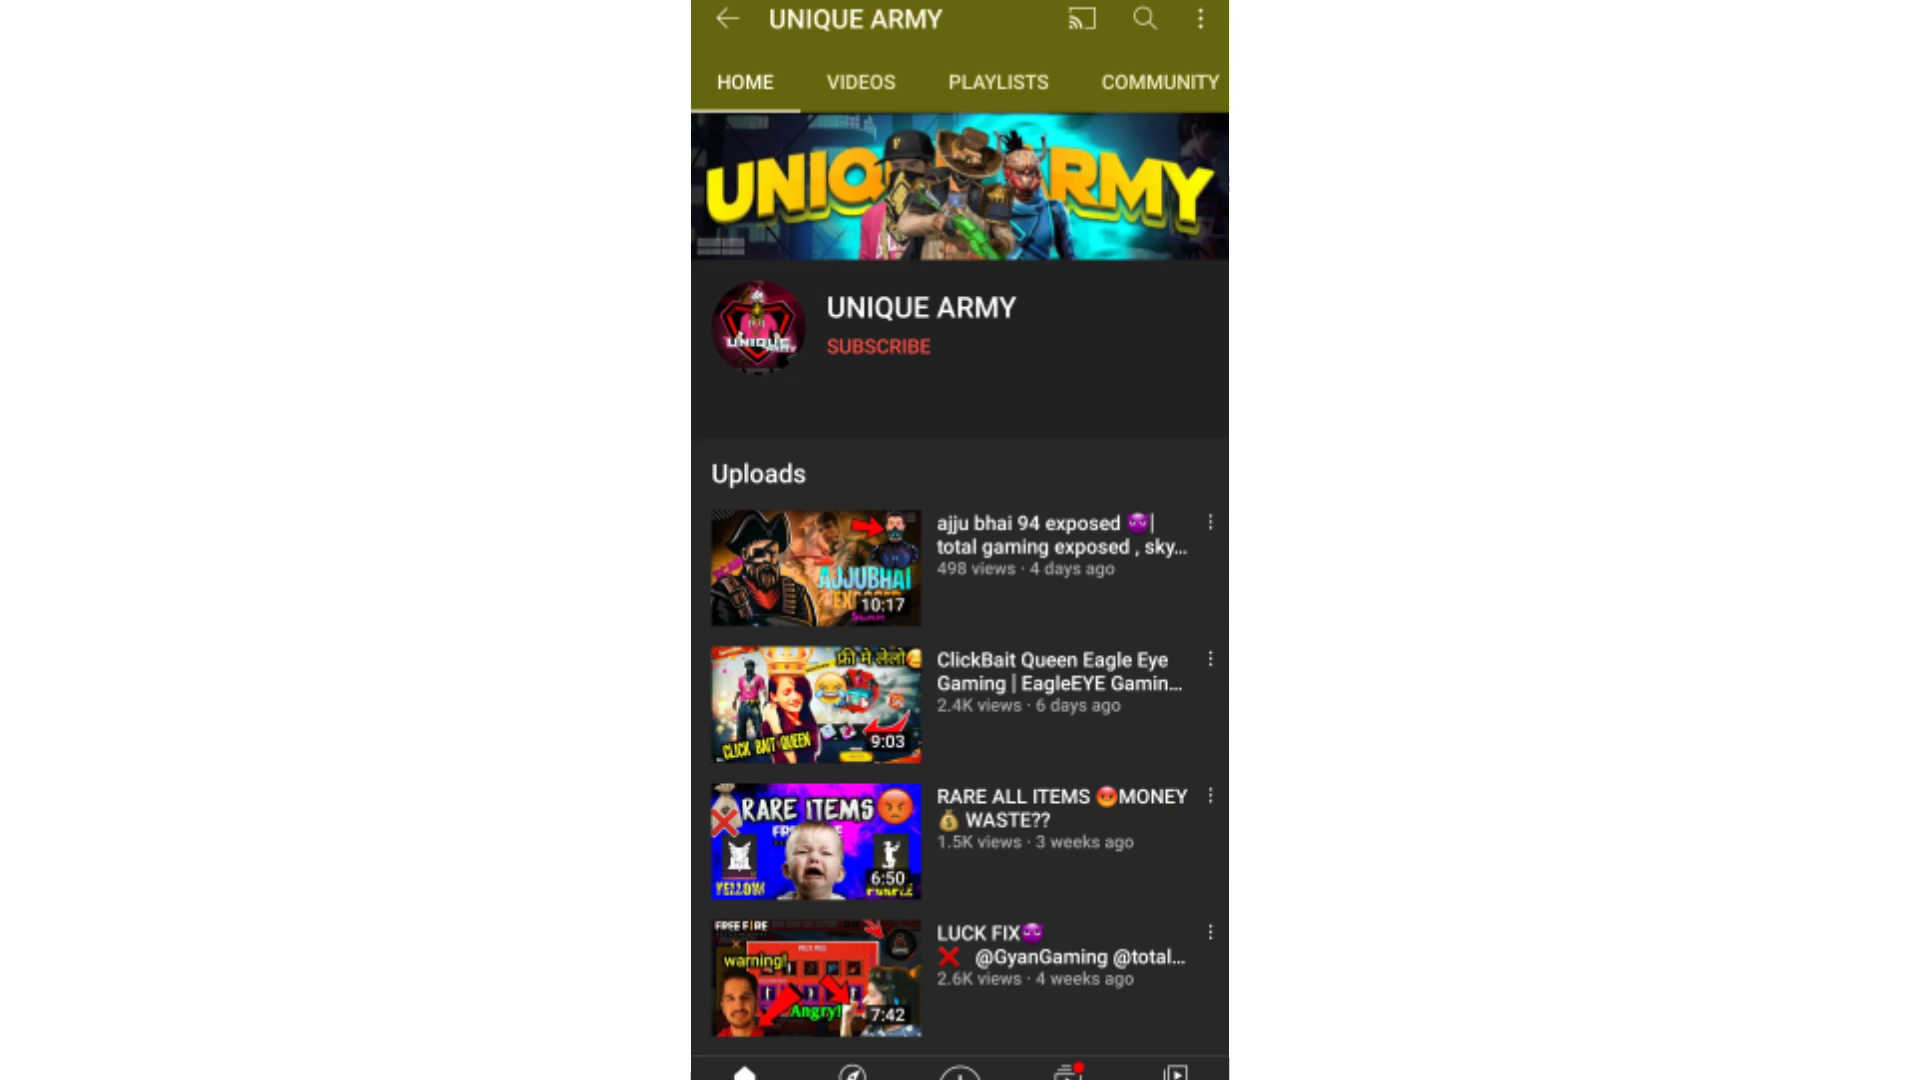 UNIQUE ARMY
HOME VIDEOS PLAYLISTS COMMUNITY
UNIQ ARMY
UNIQUE
UNIQUE ARMY
SUBSCRIBE
Uploads
AJJUBHAI
10:17
ajju bhai 94 exposed 😈|
total gaming exposed , sky...
498 views · 4 days ago
फ्री मे लेलो
CLICK BAIT QUEEN
9:03
ClickBait Queen Eagle Eye
Gaming | EagleEYE Gamin...
2.4K views · 6 days ago
RARE ITEMS
6:50
RARE ALL ITEMS 😡MONEY
💰 WASTE??
1.5K views · 3 weeks ago
FREE FIRE
warning!
Angry!
7:42
LUCK FIX😈
❌ @GyanGaming @total...
2.6K views · 4 weeks ago